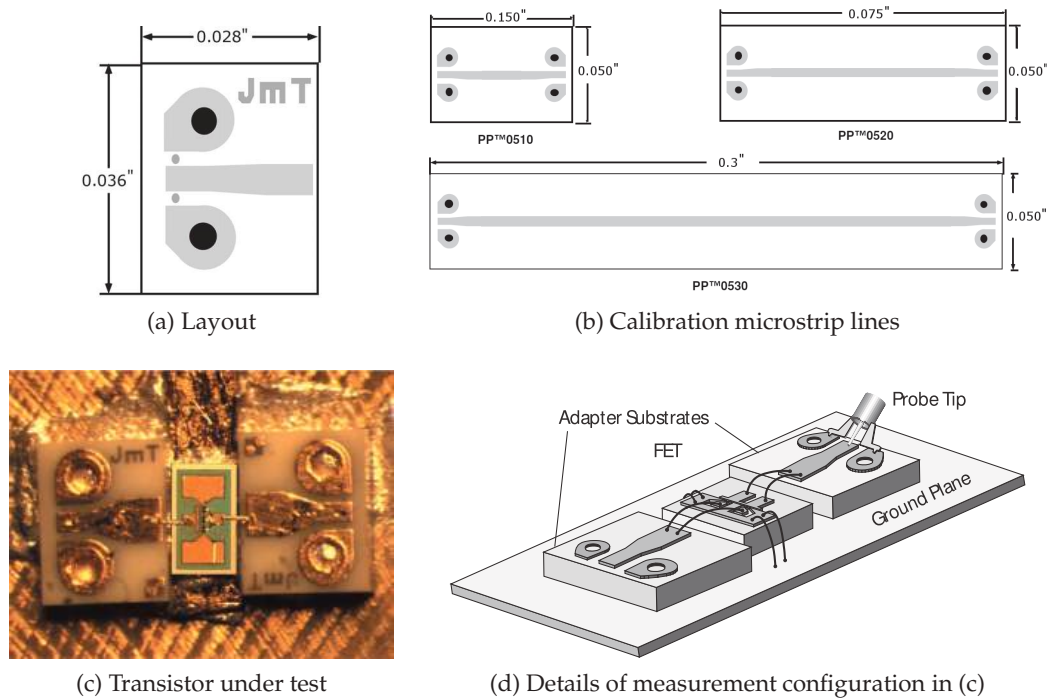 0.028"
0.036"
JmT
(a) Layout
0.150"
0.050"
PP™0510
0.075"
0.050"
PP™0520
0.3"
0.050"
PP™0530
(b) Calibration microstrip lines
JmT
JmT
(c) Transistor under test
Adapter Substrates
FET
Probe Tip
Ground Plane
(d) Details of measurement configuration in (c)